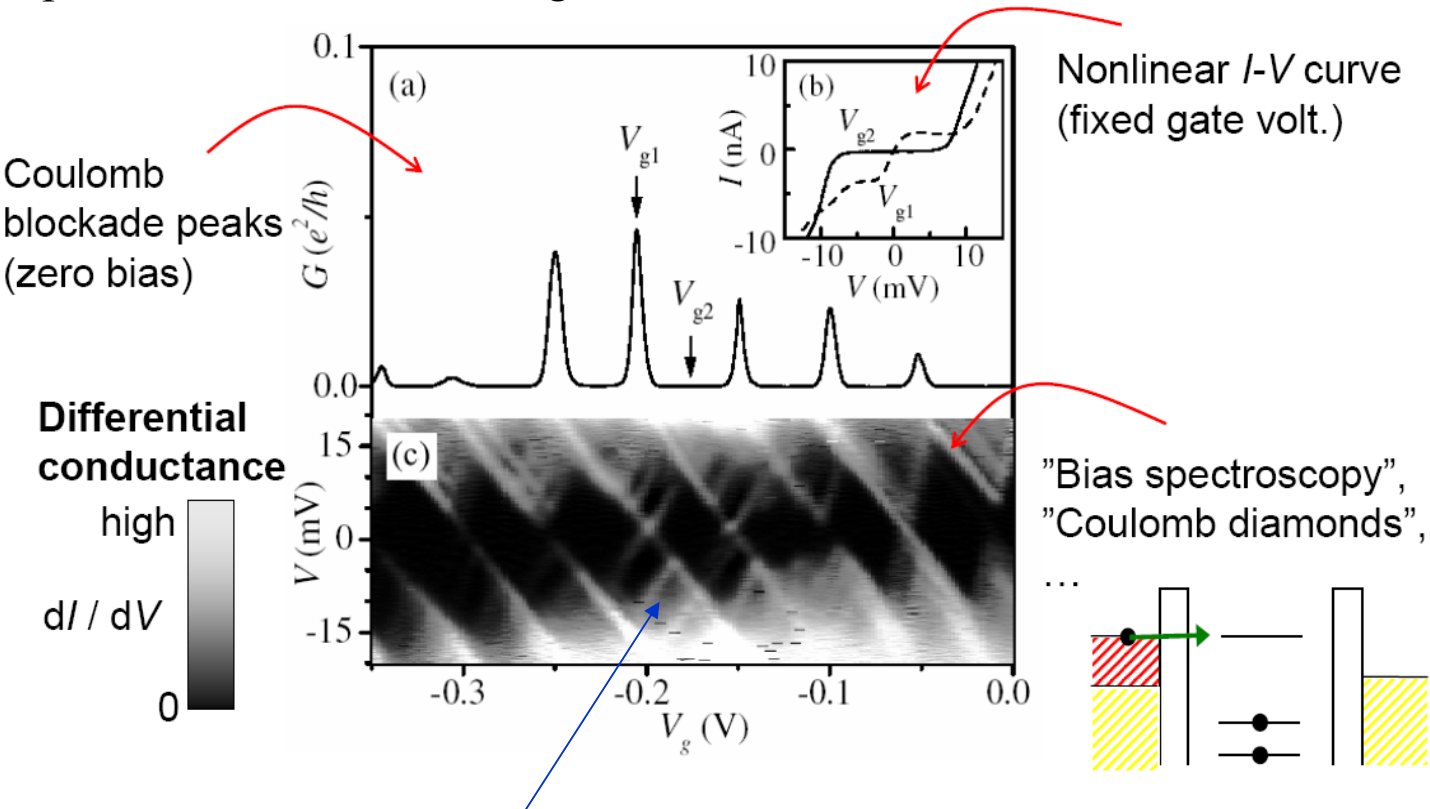 0.1
(a)
G (e²/h)
V_g1
V_g2
0.0
10
(b)
I (nA)
0
-10
V_g2
V_g1
-10 0 10
V (mV)
Nonlinear I-V curve
(fixed gate volt.)
Coulomb
blockade peaks
(zero bias)
Differential
conductance
high
dI / dV
0
15
(c)
V (mV)
0
-15
-0.3 -0.2 -0.1 0.0
V_g (V)
"Bias spectroscopy",
"Coulomb diamonds",
…